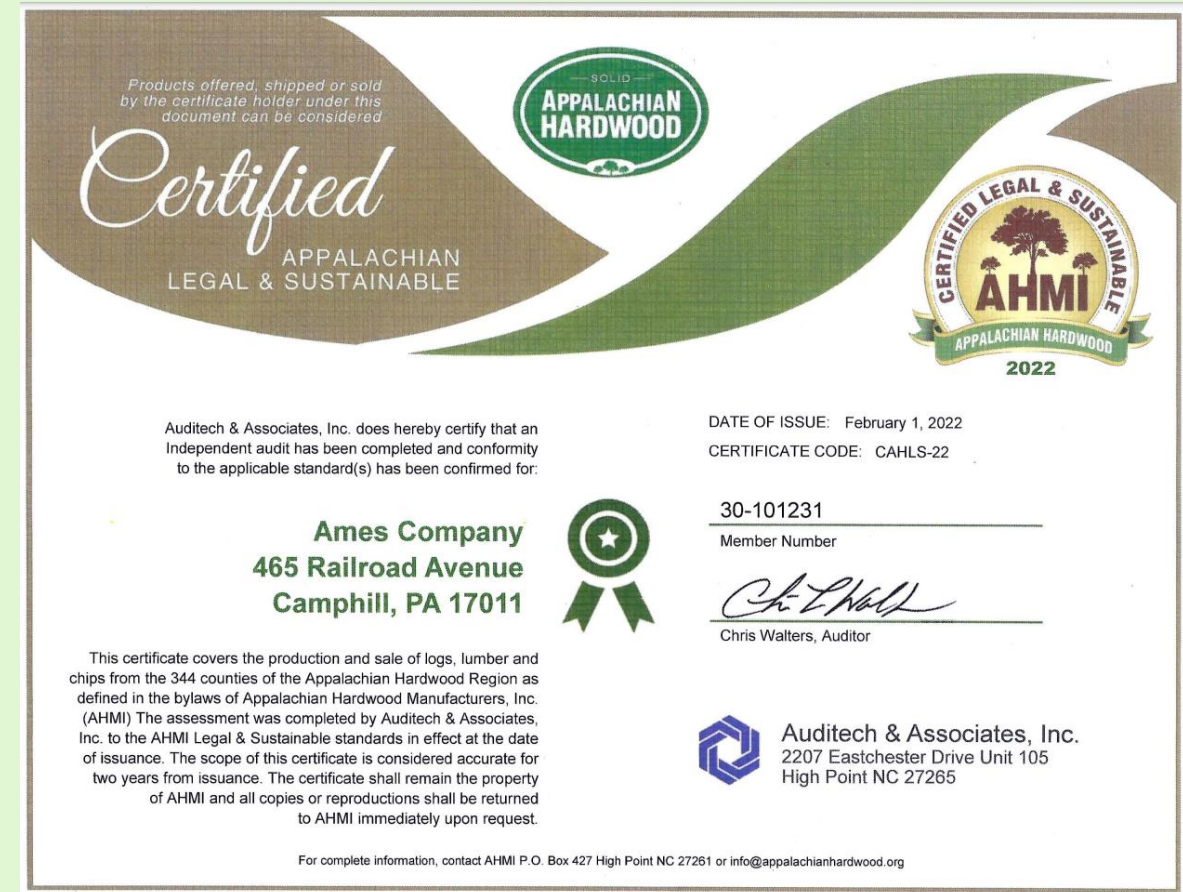 Products offered, shipped or sold
by the certificate holder under this
document can be considered
Certified
APPALACHIAN
LEGAL & SUSTAINABLE
SOLID
APPALACHIAN
HARDWOOD
CERTIFIED LEGAL & SUSTAINABLE
AHMI
APPALACHIAN HARDWOOD
2022
Auditech & Associates, Inc. does hereby certify that an
Independent audit has been completed and conformity
to the applicable standard(s) has been confirmed for:
Ames Company
465 Railroad Avenue
Camphill, PA 17011
This certificate covers the production and sale of logs, lumber and
chips from the 344 counties of the Appalachian Hardwood Region as
defined in the bylaws of Appalachian Hardwood Manufacturers, Inc.
(AHMI) The assessment was completed by Auditech & Associates,
Inc. to the AHMI Legal & Sustainable standards in effect at the date
of issuance. The scope of this certificate is considered accurate for
two years from issuance. The certificate shall remain the property
of AHMI and all copies or reproductions shall be returned
to AHMI immediately upon request.
DATE OF ISSUE: February 1, 2022
CERTIFICATE CODE: CAHLS-22
30-101231
Member Number
Chris Walters, Auditor
Auditech & Associates, Inc.
2207 Eastchester Drive Unit 105
High Point NC 27265
For complete information, contact AHMI P.O. Box 427 High Point NC 27261 or info@appalachianhardwood.org